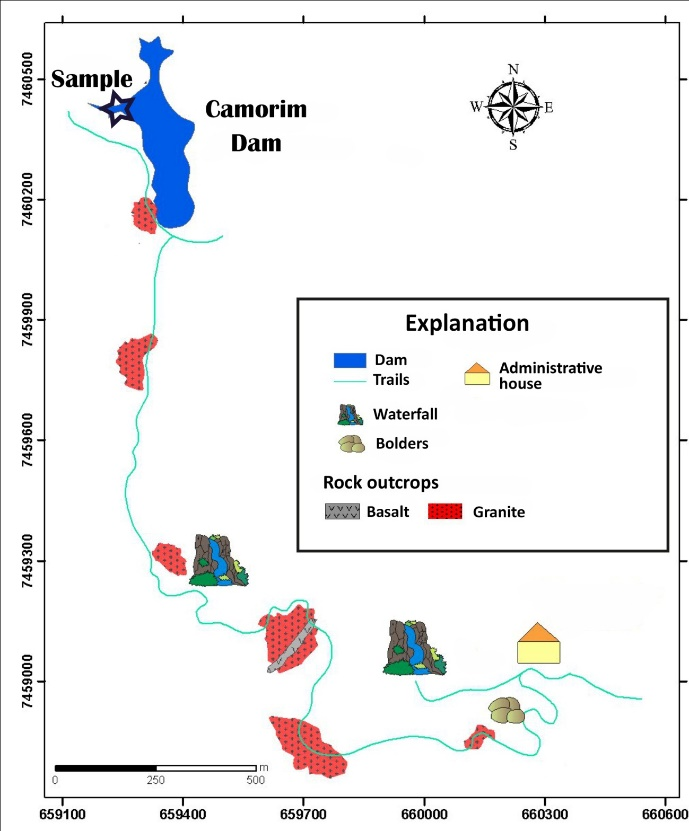 Sample
Camorim
Dam
N
W E
S
7460500
7460200
7459900
7459600
7459300
7459000
Explanation
Dam
Trails
Administrative
house
Waterfall
Bolders
Rock outcrops
Basalt
Granite
m
0 250 500
659100 659400 659700 660000 660300 660600